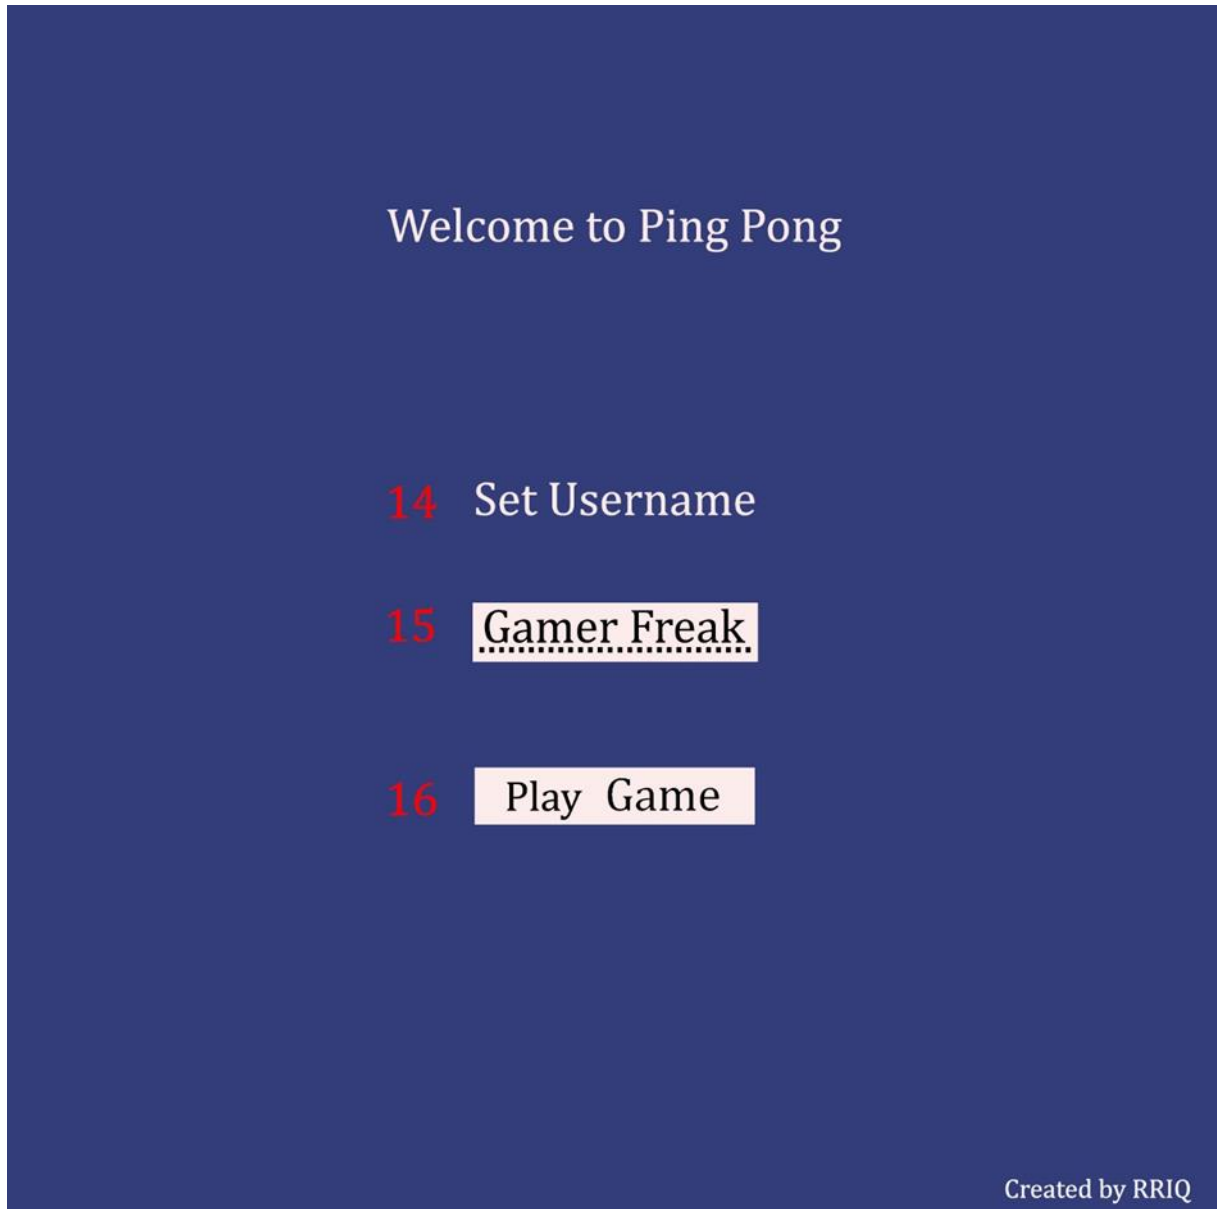 Welcome to Ping Pong
14 Set Username
15 Gamer Freak
16 Play Game
Created by RRIQ